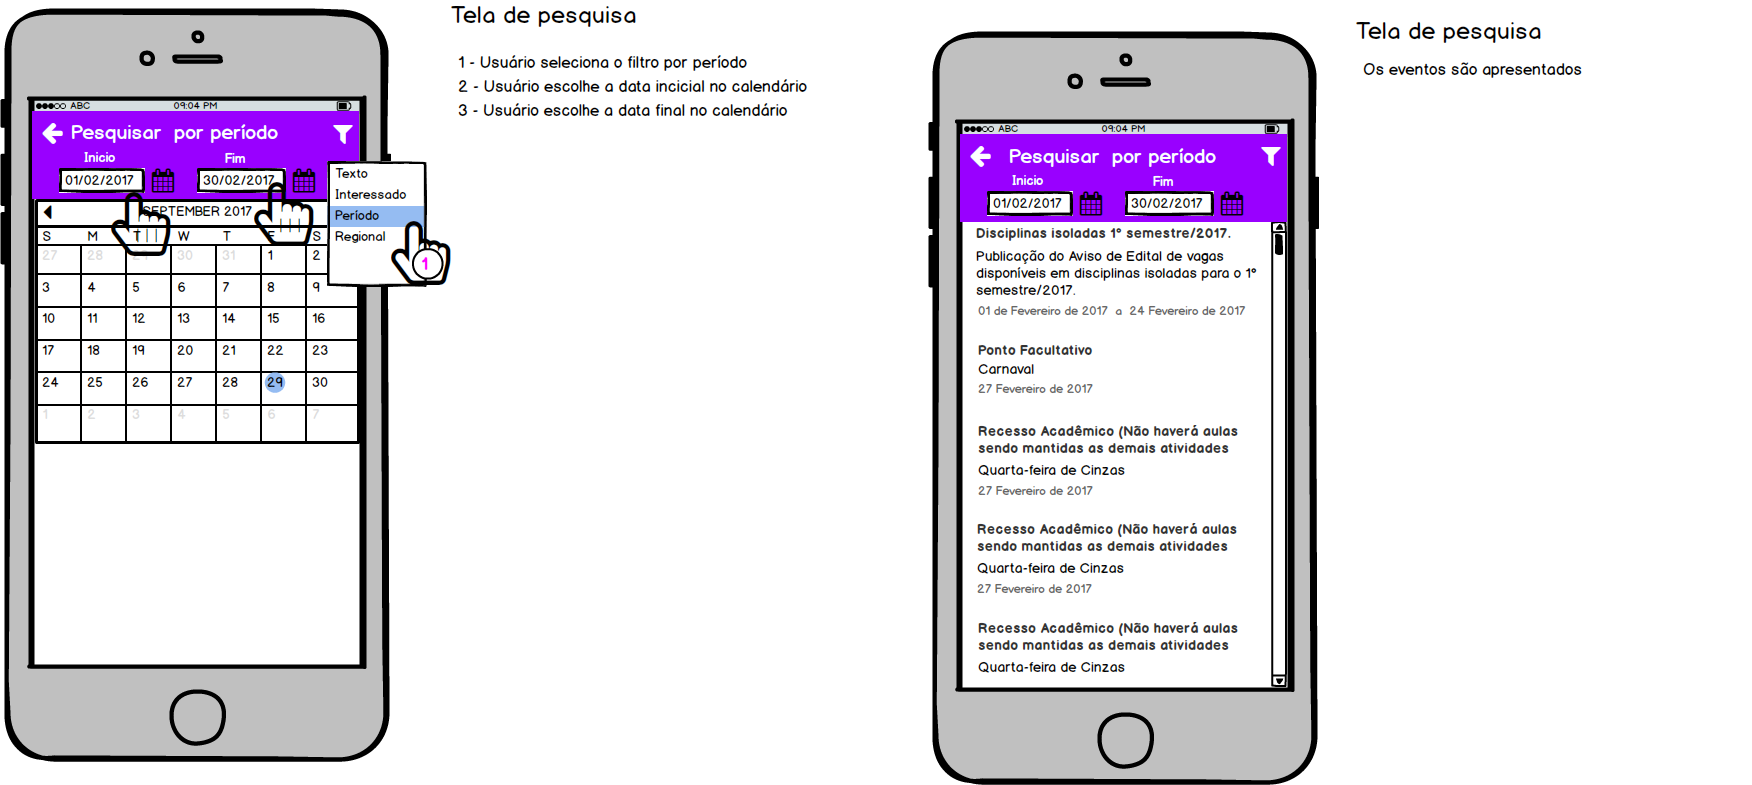 Tela de pesquisa
1 - Usuário seleciona o filtro por período
2 - Usuário escolhe a data incicial no calendário
3 - Usuário escolhe a data final no calendário
ABC 09:04 PM
Pesquisar por período
Inicio Fim
01/02/2017 30/02/2017
Texto
Interessado
Período
Regional
1
SEPTEMBER 2017
S M T W T F S
27 28 29 30 31 1 2
3 4 5 6 7 8 9
10 11 12 13 14 15 16
17 18 19 20 21 22 23
24 25 26 27 28 29 30
1 2 3 4 5 6 7
Tela de pesquisa
Os eventos são apresentados
ABC 09:04 PM
Pesquisar por período
Inicio Fim
01/02/2017 30/02/2017
Disciplinas isoladas 1º semestre/2017.
Publicação do Aviso de Edital de vagas
disponíveis em disciplinas isoladas para o 1º
semestre/2017.
01 de Fevereiro de 2017 a 24 Fevereiro de 2017
Ponto Facultativo
Carnaval
27 Fevereiro de 2017
Recesso Acadêmico (Não haverá aulas
sendo mantidas as demais atividades
Quarta-feira de Cinzas
27 Fevereiro de 2017
Recesso Acadêmico (Não haverá aulas
sendo mantidas as demais atividades
Quarta-feira de Cinzas
27 Fevereiro de 2017
Recesso Acadêmico (Não haverá aulas
sendo mantidas as demais atividades
Quarta-feira de Cinzas